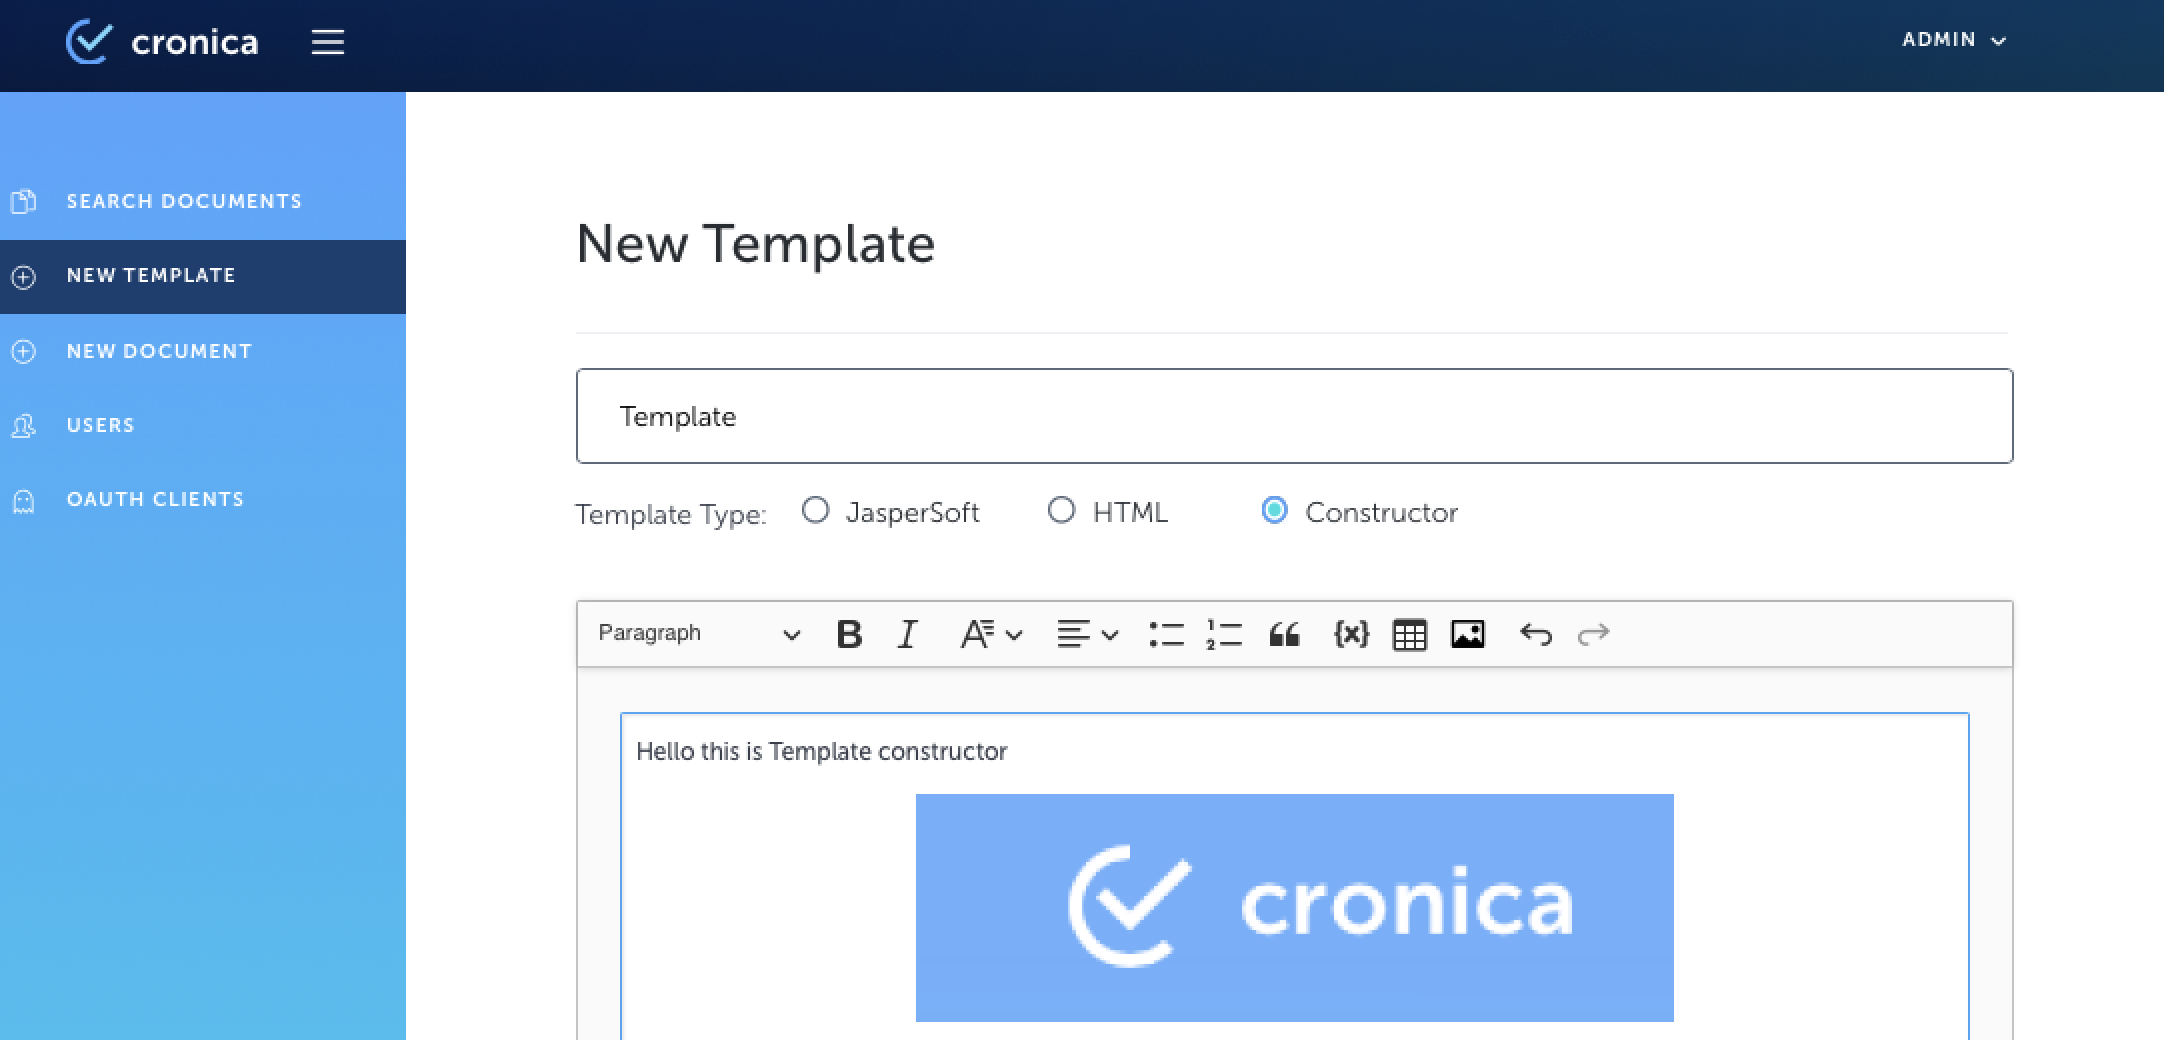 cronica
ADMIN
SEARCH DOCUMENTS
NEW TEMPLATE
NEW DOCUMENT
USERS
OAUTH CLIENTS
New Template
Template
Template Type: JasperSoft HTML Constructor
Paragraph
Hello this is Template constructor
cronica